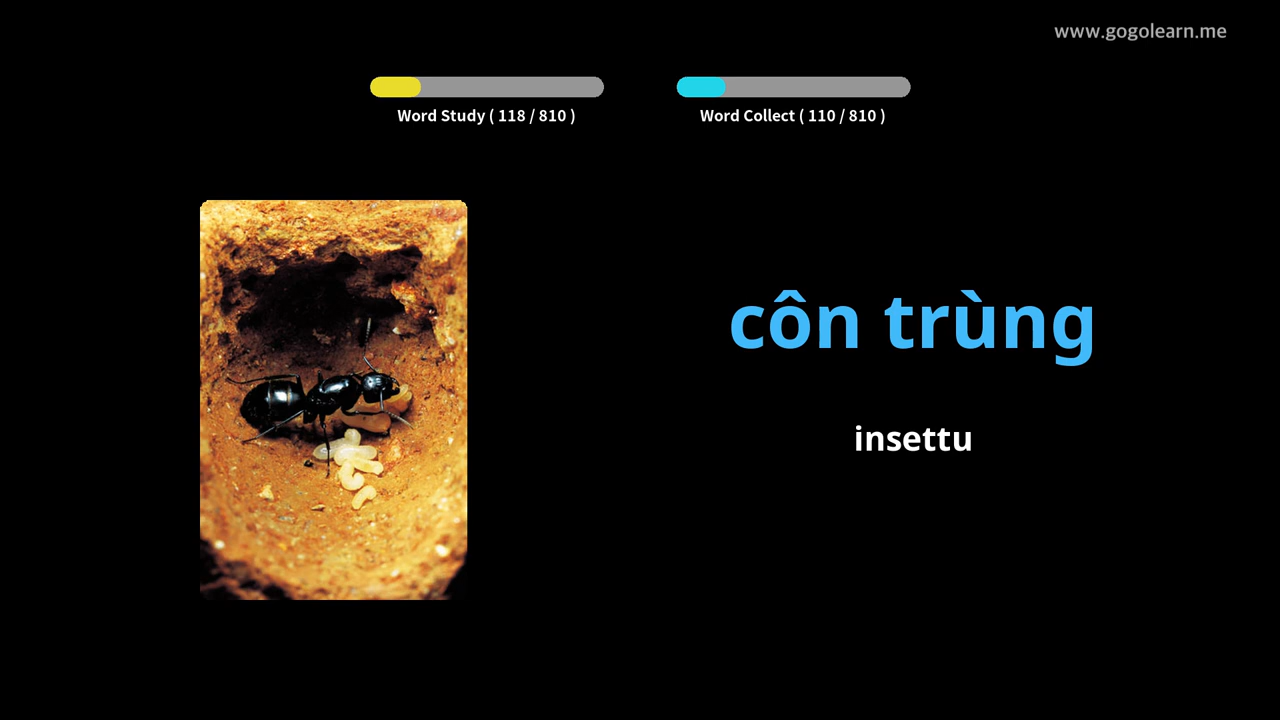 www.gogolearn.me
Word Study ( 118 / 810 )
Word Collect ( 110 / 810 )
côn trùng
insettu